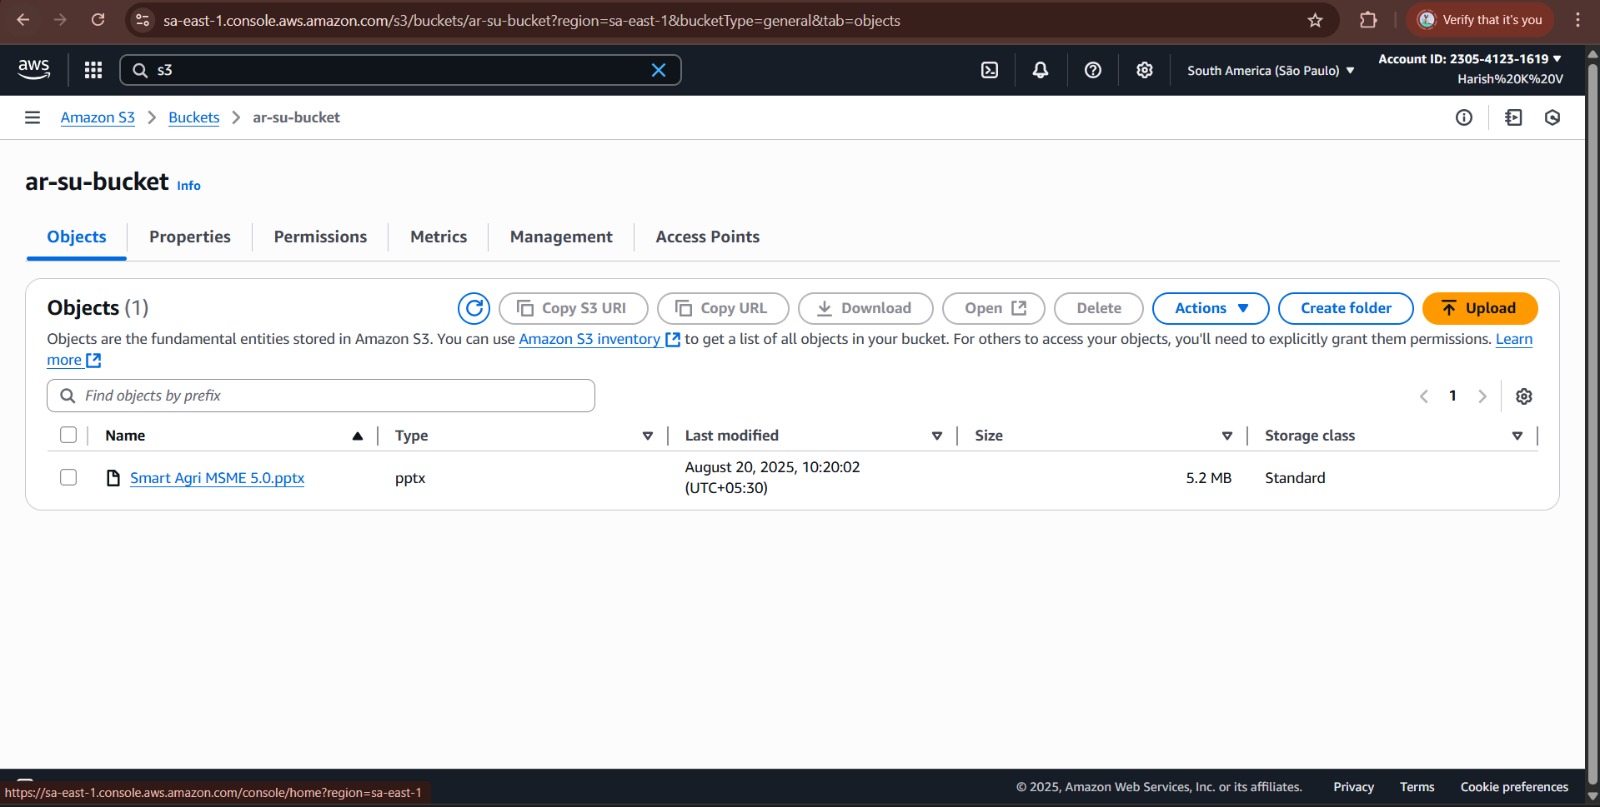 sa-east-1.console.aws.amazon.com/s3/buckets/ar-su-bucket?region=sa-east-1&bucketType=general&tab=objects
Verify that it's you
aws
s3
South America (São Paulo)
Account ID: 2305-4123-1619
Harish%20K%20V
Amazon S3
Buckets
ar-su-bucket
ar-su-bucket Info
Objects
Properties
Permissions
Metrics
Management
Access Points
Objects (1)
Copy S3 URI
Copy URL
Download
Open
Delete
Actions
Create folder
Upload
Objects are the fundamental entities stored in Amazon S3. You can use Amazon S3 inventory to get a list of all objects in your bucket. For others to access your objects, you'll need to explicitly grant them permissions. Learn
more
Find objects by prefix
1
Name
Type
Last modified
Size
Storage class
Smart Agri MSME 5.0.pptx
pptx
August 20, 2025, 10:20:02
(UTC+05:30)
5.2 MB
Standard
https://sa-east-1.console.aws.amazon.com/console/home?region=sa-east-1
© 2025, Amazon Web Services, Inc. or its affiliates.
Privacy
Terms
Cookie preferences